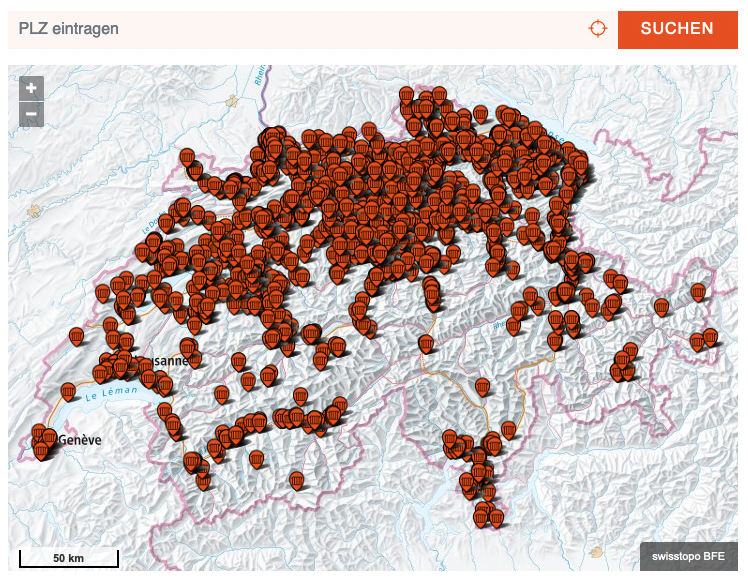 PLZ eintragen
SUCHEN
+
−
Genève
Le Léman
50 km
swisstopo BFE